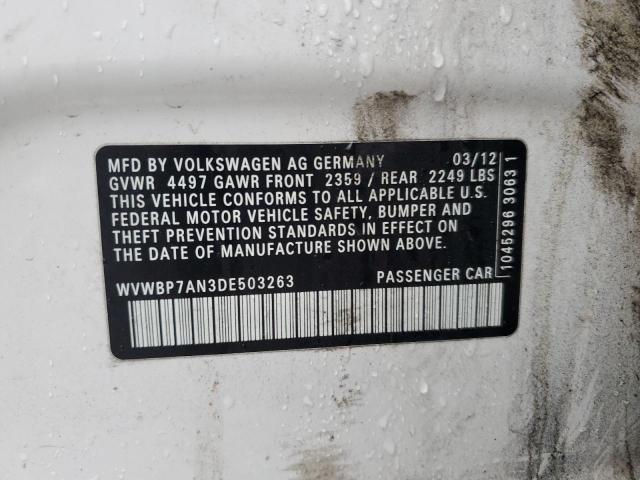 MFD BY VOLKSWAGEN AG GERMANY 03/12
GVWR 4497 GAWR FRONT 2359 / REAR 2249 LBS
THIS VEHICLE CONFORMS TO ALL APPLICABLE U.S.
FEDERAL MOTOR VEHICLE SAFETY, BUMPER AND
THEFT PREVENTION STANDARDS IN EFFECT ON
THE DATE OF MANUFACTURE SHOWN ABOVE.
WVWBP7AN3DE503263 PASSENGER CAR
1045296 30631